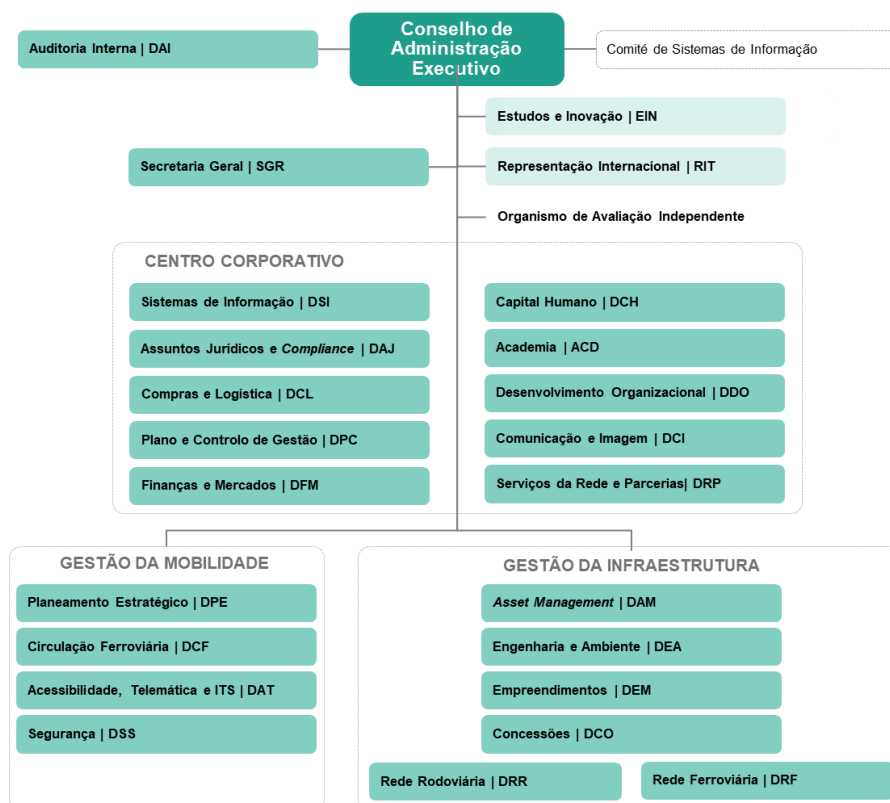 Conselho de
Administração
Executivo
Auditoria Interna | DAI
Comité de Sistemas de Informação
Estudos e Inovação | EIN
Secretaria Geral | SGR
Representação Internacional | RIT
Organismo de Avaliação Independente
CENTRO CORPORATIVO
Sistemas de Informação | DSI
Assuntos Jurídicos e Compliance | DAJ
Compras e Logística | DCL
Plano e Controlo de Gestão | DPC
Finanças e Mercados | DFM
Capital Humano | DCH
Academia | ACD
Desenvolvimento Organizacional | DDO
Comunicação e Imagem | DCI
Serviços da Rede e Parcerias| DRP
GESTÃO DA MOBILIDADE
Planeamento Estratégico | DPE
Circulação Ferroviária | DCF
Acessibilidade, Telemática e ITS | DAT
Segurança | DSS
GESTÃO DA INFRAESTRUTURA
Asset Management | DAM
Engenharia e Ambiente | DEA
Empreendimentos | DEM
Concessões | DCO
Rede Rodoviária | DRR
Rede Ferroviária | DRF